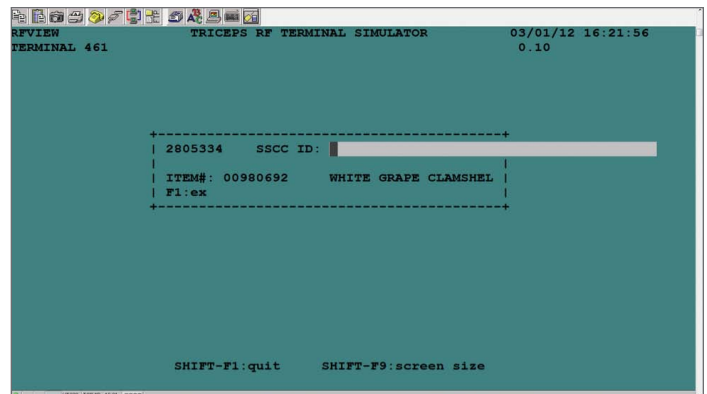 RFVIEW TRICEPS RF TERMINAL SIMULATOR 03/01/12 16:21:56
TERMINAL 461 0.10
2805334 SSCC ID:
ITEM#: 00980692 WHITE GRAPE CLAMSHEL
F1:ex
SHIFT-F1:quit SHIFT-F9:screen size